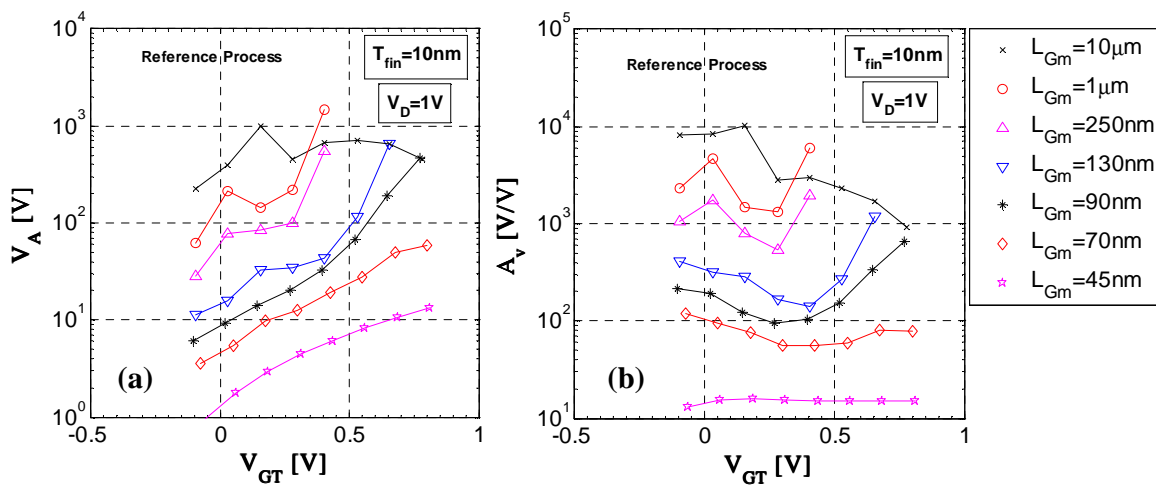 Reference Process
T_fin=10nm
V_D=1V
10^4
10^3
10^2
10^1
10^0
V_A [V]
(a)
-0.5
0
0.5
1
V_GT [V]
Reference Process
T_fin=10nm
V_D=1V
10^5
10^4
10^3
10^2
10^1
A_v [V/V]
(b)
-0.5
0
0.5
1
V_GT [V]
L_Gm=10μm
L_Gm=1μm
L_Gm=250nm
L_Gm=130nm
L_Gm=90nm
L_Gm=70nm
L_Gm=45nm